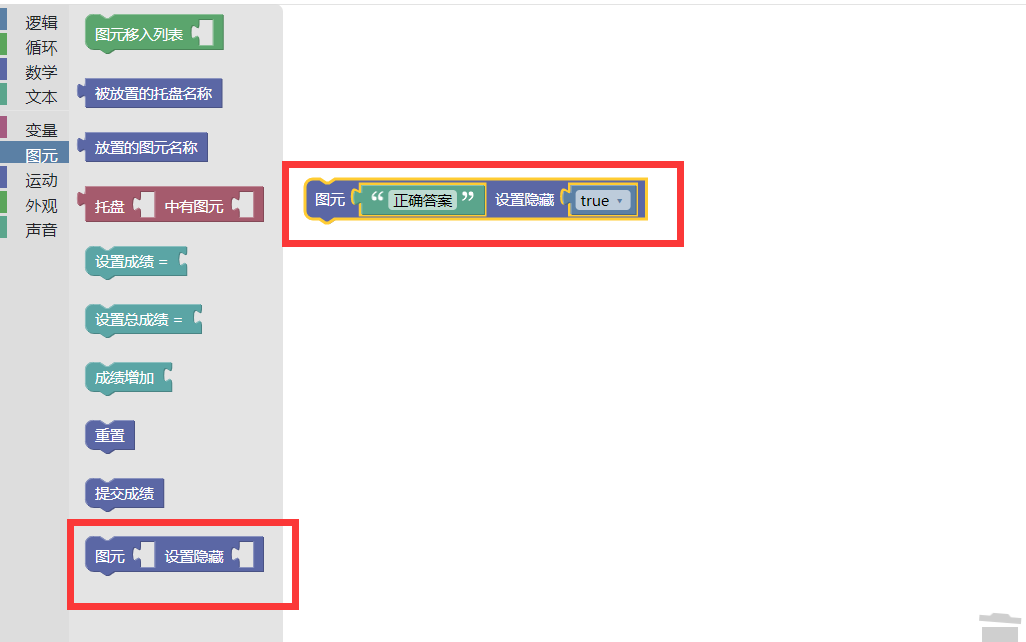 逻辑
循环
数学
文本
变量
图元
运动
外观
声音
图元移入列表
被放置的托盘名称
放置的图元名称
托盘 中有图元
设置成绩 =
设置总成绩 =
成绩增加
重置
提交成绩
图元 设置隐藏
图元 “ 正确答案 ” 设置隐藏 true